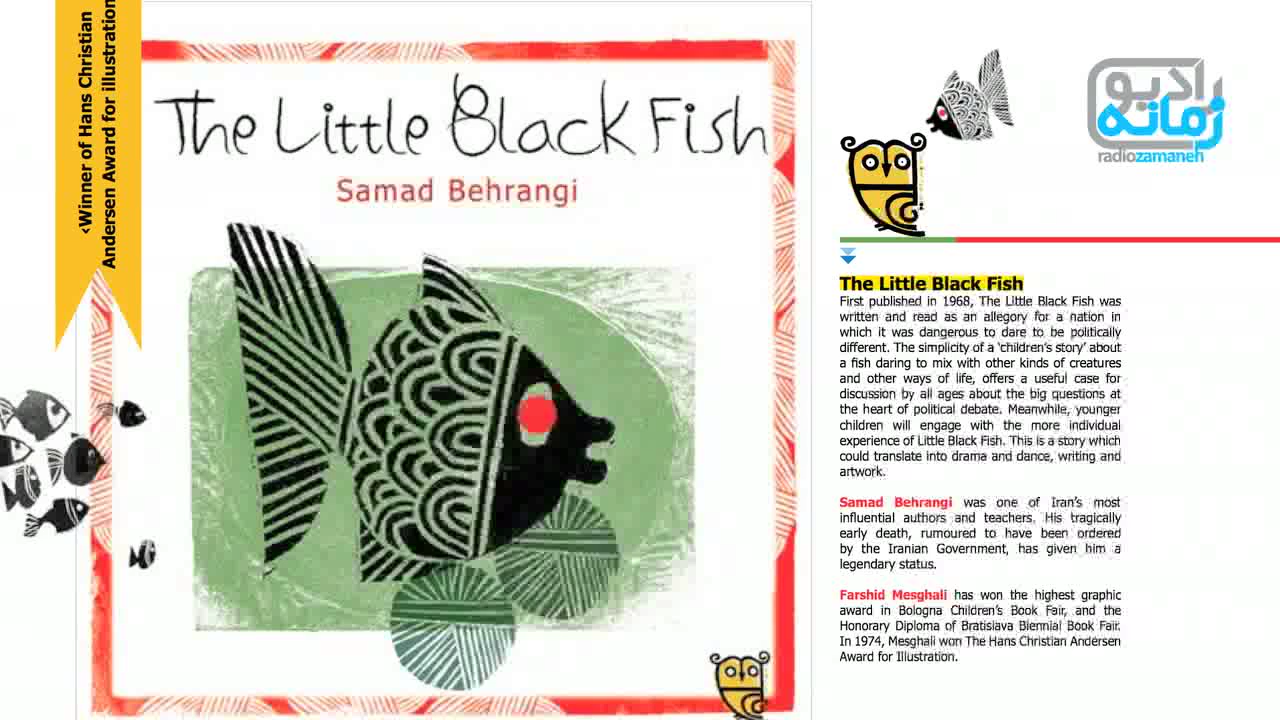 ‹Winner of Hans Christian
Andersen Award for illustration
The Little Black Fish
Samad Behrangi
رادیو
زمانه
radiozamaneh
The Little Black Fish
First published in 1968, The Little Black Fish was
written and read as an allegory for a nation in
which it was dangerous to dare to be politically
different. The simplicity of a ‘children’s story’ about
a fish daring to mix with other kinds of creatures
and other ways of life, offers a useful case for
discussion by all ages about the big questions at
the heart of political debate. Meanwhile, younger
children will engage with the more individual
experience of Little Black Fish. This is a story which
could translate into drama and dance, writing and
artwork.
Samad Behrangi was one of Iran’s most
influential authors and teachers. His tragically
early death, rumoured to have been ordered
by the Iranian Government, has given him a
legendary status.
Farshid Mesghali has won the highest graphic
award in Bologna Children’s Book Fair, and the
Honorary Diploma of Bratislava Biennial Book Fair.
In 1974, Mesghali won The Hans Christian Andersen
Award for Illustration.